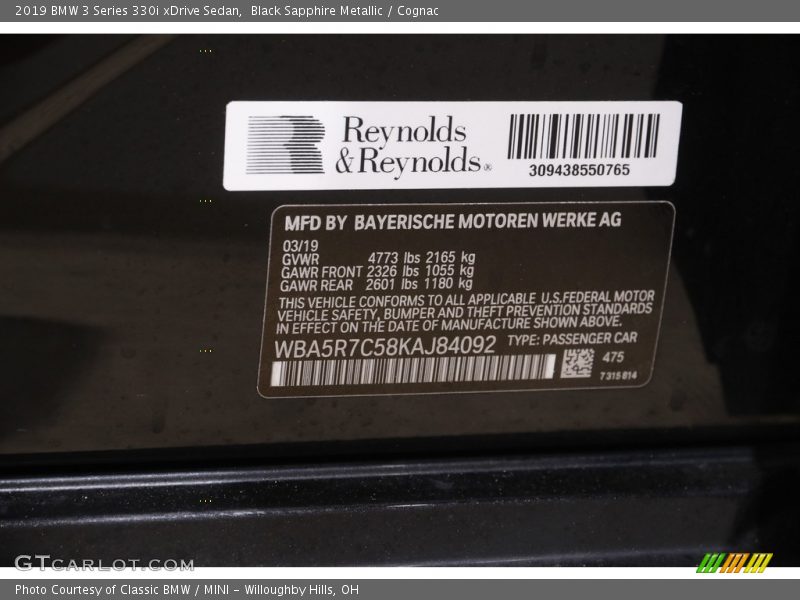 2019 BMW 3 Series 330i xDrive Sedan, Black Sapphire Metallic / Cognac
Reynolds
&Reynolds®
309438550765
MFD BY BAYERISCHE MOTOREN WERKE AG
03/19
GVWR 4773 lbs 2165 kg
GAWR FRONT 2326 lbs 1055 kg
GAWR REAR 2601 lbs 1180 kg
THIS VEHICLE CONFORMS TO ALL APPLICABLE U.S.FEDERAL MOTOR
VEHICLE SAFETY, BUMPER AND THEFT PREVENTION STANDARDS
IN EFFECT ON THE DATE OF MANUFACTURE SHOWN ABOVE.
WBA5R7C58KAJ84092 TYPE: PASSENGER CAR
475
7315814
GTCARLOT.COM
Photo Courtesy of Classic BMW / MINI - Willoughby Hills, OH